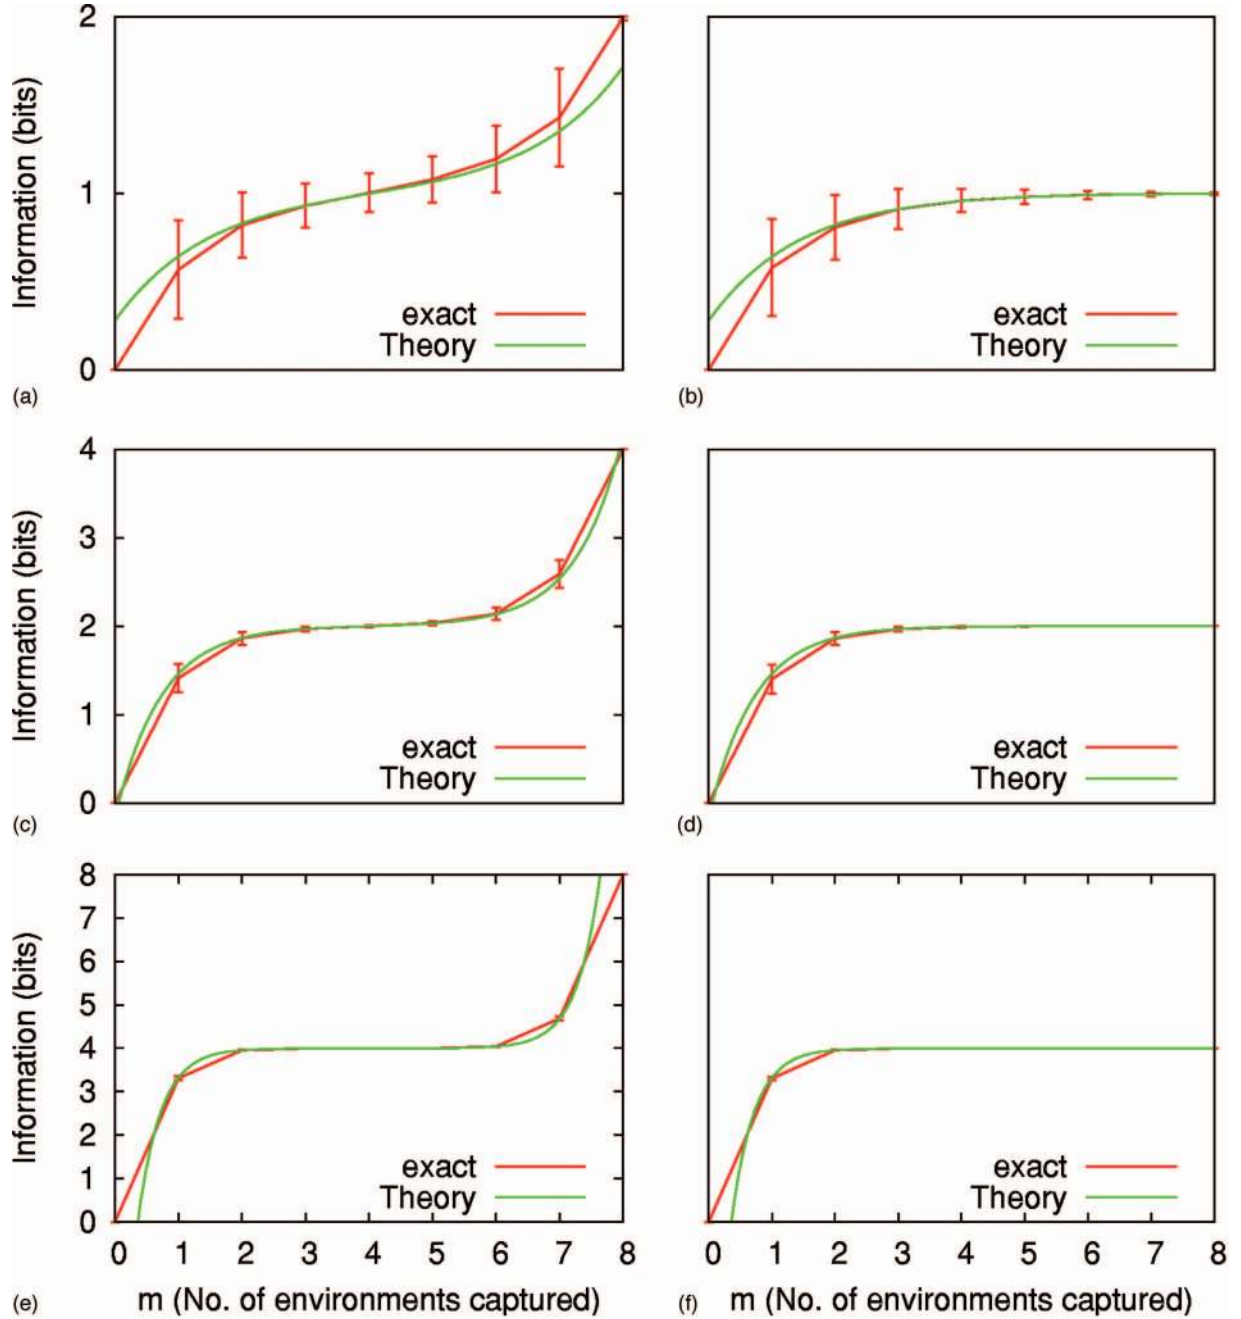 2
1
0
Information (bits)
exact
Theory
(a)
exact
Theory
(b)
4
3
2
1
0
Information (bits)
exact
Theory
(c)
exact
Theory
(d)
8
7
6
5
4
3
2
1
0
Information (bits)
exact
Theory
0 1 2 3 4 5 6 7 8
m (No. of environments captured)
(e)
exact
Theory
0 1 2 3 4 5 6 7 8
m (No. of environments captured)
(f)